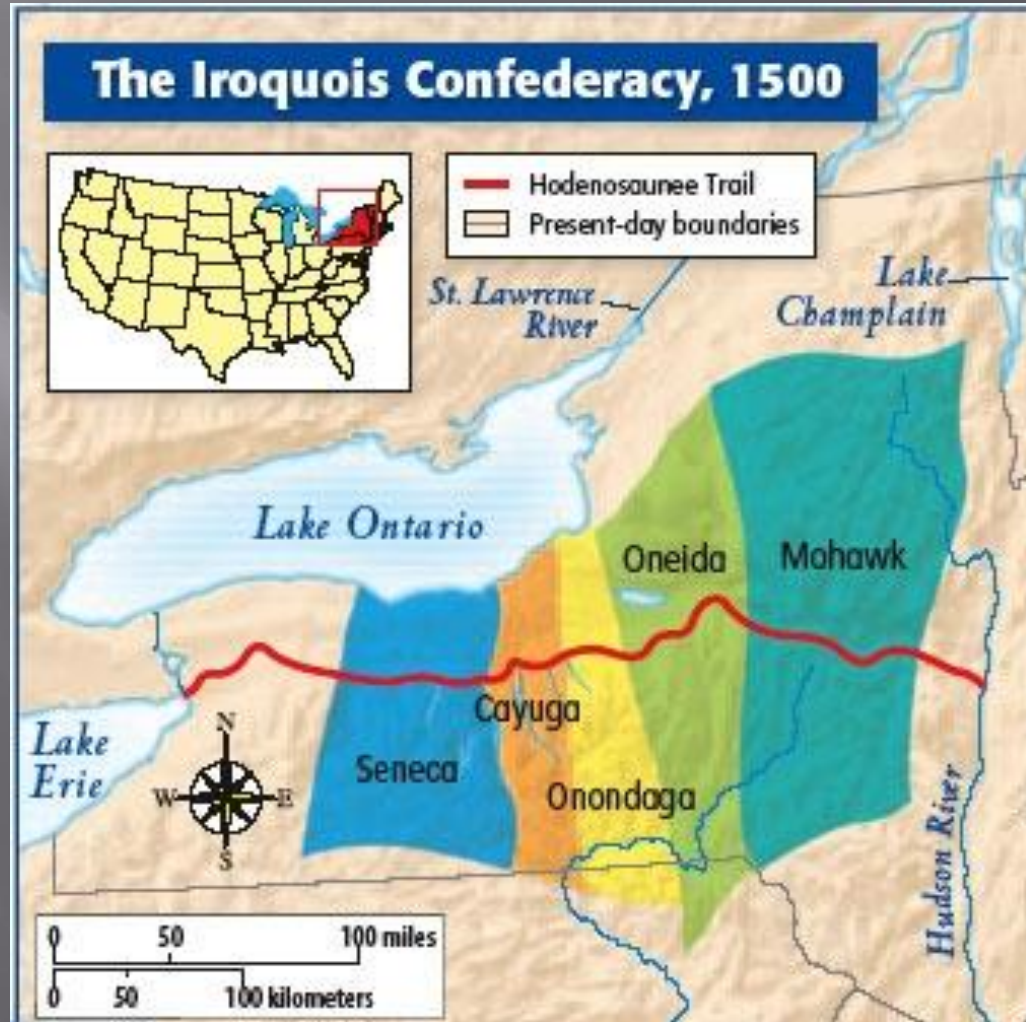 The Iroquois Confederacy, 1500
Hodenosaunee Trail
Present-day boundaries
St. Lawrence
River
Lake
Champlain
Lake Ontario
Oneida
Mohawk
Cayuga
Seneca
Onondaga
Lake
Erie
N
W E
S
Hudson River
0 50 100 miles
0 50 100 kilometers